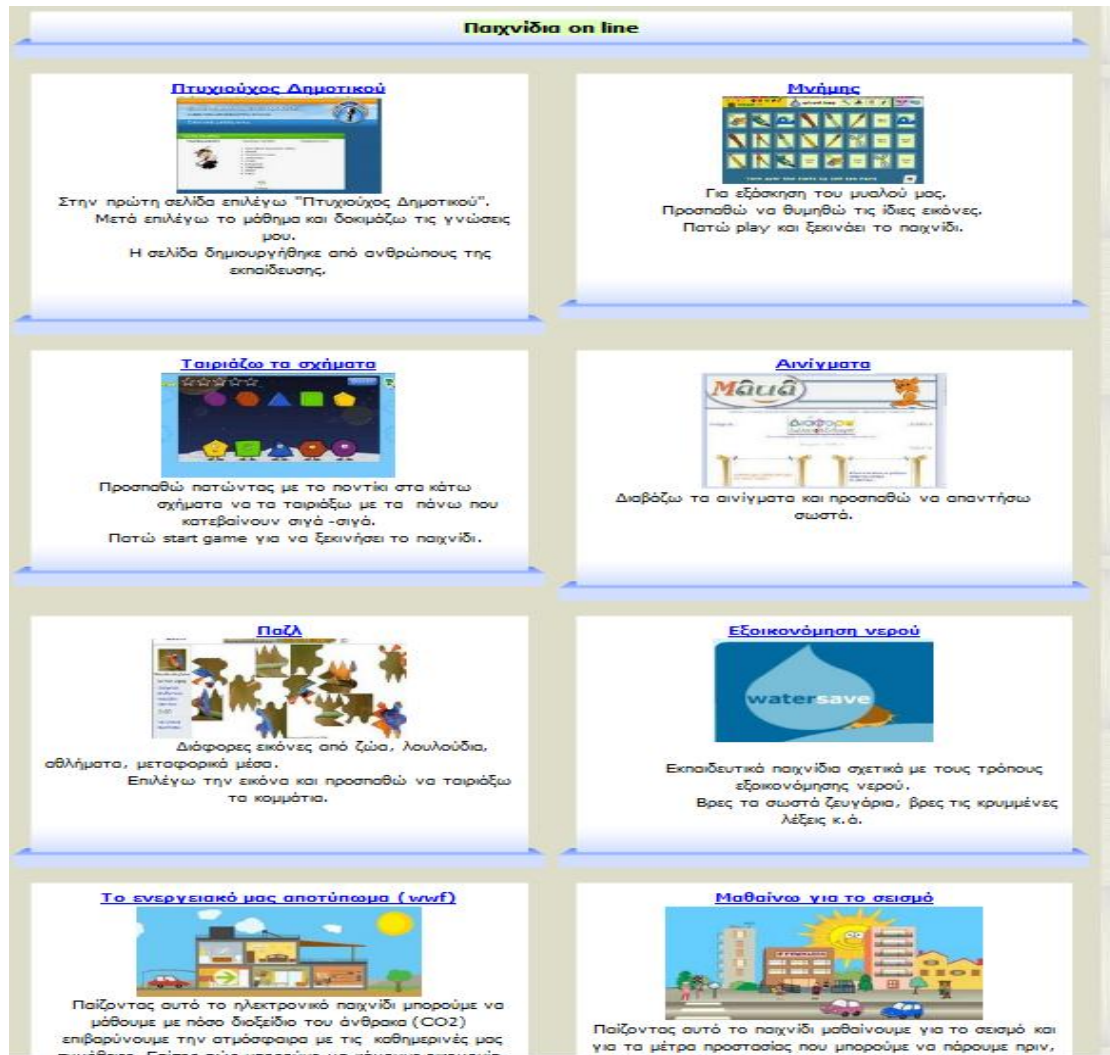 Παιχνίδια on line
Πτυχιούχος Δημοτικού
Στην πρώτη σελίδα επιλέγω "Πτυχιούχος Δημοτικού".
Μετά επιλέγω το μάθημα και δοκιμάζω τις γνώσεις
μου.
Η σελίδα δημιουργήθηκε από ανθρώπους της
εκπαίδευσης.
Μνήμης
Για εξάσκηση του μυαλού μας.
Προσπαθώ να θυμηθώ τις ίδιες εικόνες.
Πατώ play και ξεκινάει το παιχνίδι.
Ταιριάζω τα σχήματα
Προσπαθώ πατώντας με το ποντίκι στα κάτω
σχήματα να τα ταιριάξω με τα πάνω που
κατεβαίνουν σιγά -σιγά.
Πατώ start game για να ξεκινήσει το παιχνίδι.
Αινίγματα
Διάφορα
Διαβάζω τα αινίγματα και προσπαθώ να απαντήσω
σωστά.
Παζλ
Διάφορες εικόνες από ζώα, λουλούδια,
αθλήματα, μεταφορικά μέσα.
Επιλέγω την εικόνα και προσπαθώ να ταιριάξω
τα κομμάτια.
Εξοικονόμηση νερού
watersave
Εκπαιδευτικά παιχνίδια σχετικά με τους τρόπους
εξοικονόμησης νερού.
Βρες τα σωστά ζευγάρια, βρες τις κρυμμένες
λέξεις κ.ά.
Το ενεργειακό μας αποτύπωμα (wwf)
Παίζοντας αυτό το ηλεκτρονικό παιχνίδι μπορούμε να
μάθουμε με πόσο διοξείδιο του άνθρακα (CO2)
επιβαρύνουμε την ατμόσφαιρα με τις καθημερινές μας
Μαθαίνω για το σεισμό
Παίζοντας αυτό το παιχνίδι μαθαίνουμε για το σεισμό και
για τα μέτρα προστασίας που μπορούμε να πάρουμε πριν,